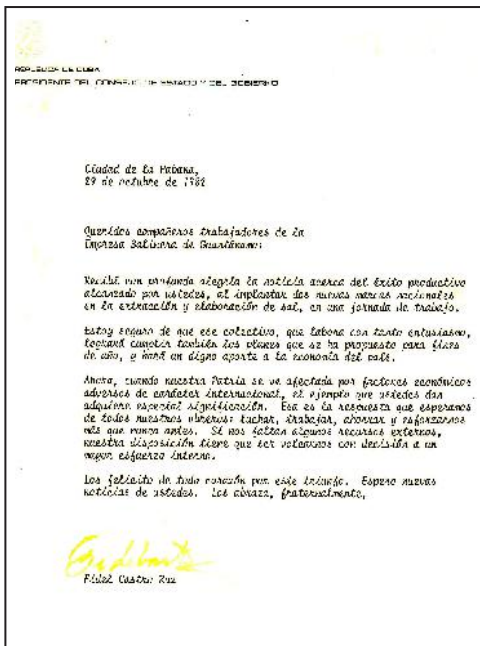 REPUBLICA DE CUBA
PRESIDENTE DEL CONSEJO DE ESTADO Y DEL GOBIERNO
Ciudad de La Habana,
29 de octubre de 1982
Queridos compañeros trabajadores de la
Empresa Salinera de Guantánamo:
Recibí con profunda alegría la noticia acerca del éxito productivo
alcanzado por ustedes, al implantar dos nuevas marcas nacionales
en la extracción y elaboración de sal, en una jornada de trabajo.
Estoy seguro de que ese colectivo, que labora con tanto entusiasmo,
logrará cumplir también los planes que se ha propuesto para fines
de año, y hará un digno aporte a la economía del país.
Ahora, cuando nuestra Patria se ve afectada por factores económicos
adversos de carácter internacional, el ejemplo que ustedes dan
adquiere especial significación. Esa es la respuesta que esperamos
de todos nuestros obreros: luchar, trabajar, ahorrar y esforzarnos
más que nunca antes. Si nos faltan algunos recursos externos,
nuestra disposición tiene que ser volcarnos con decisión a un
mayor esfuerzo interno.
Los felicito de todo corazón por este triunfo. Espero nuevas
noticias de ustedes. Los abraza, fraternalmente,
Fidel Castro Ruz